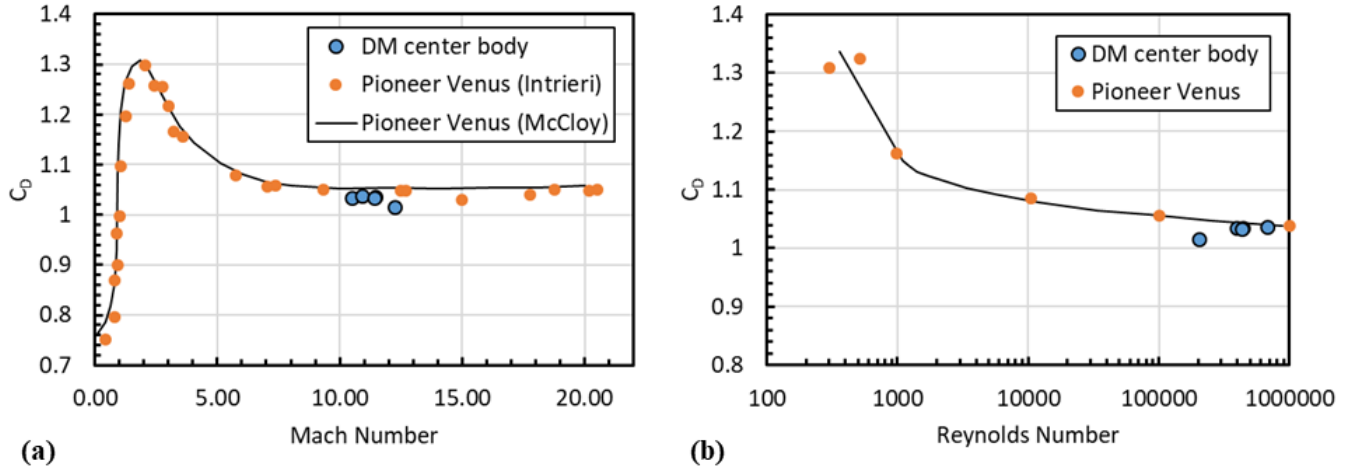 1.4
1.3
1.2
1.1
1
0.9
0.8
0.7
C_D
DM center body
Pioneer Venus (Intrieri)
Pioneer Venus (McCloy)
0.00 5.00 10.00 15.00 20.00
Mach Number
(a)
1.4
1.3
1.2
1.1
1
0.9
0.8
C_D
DM center body
Pioneer Venus
100 1000 10000 100000 1000000
Reynolds Number
(b)